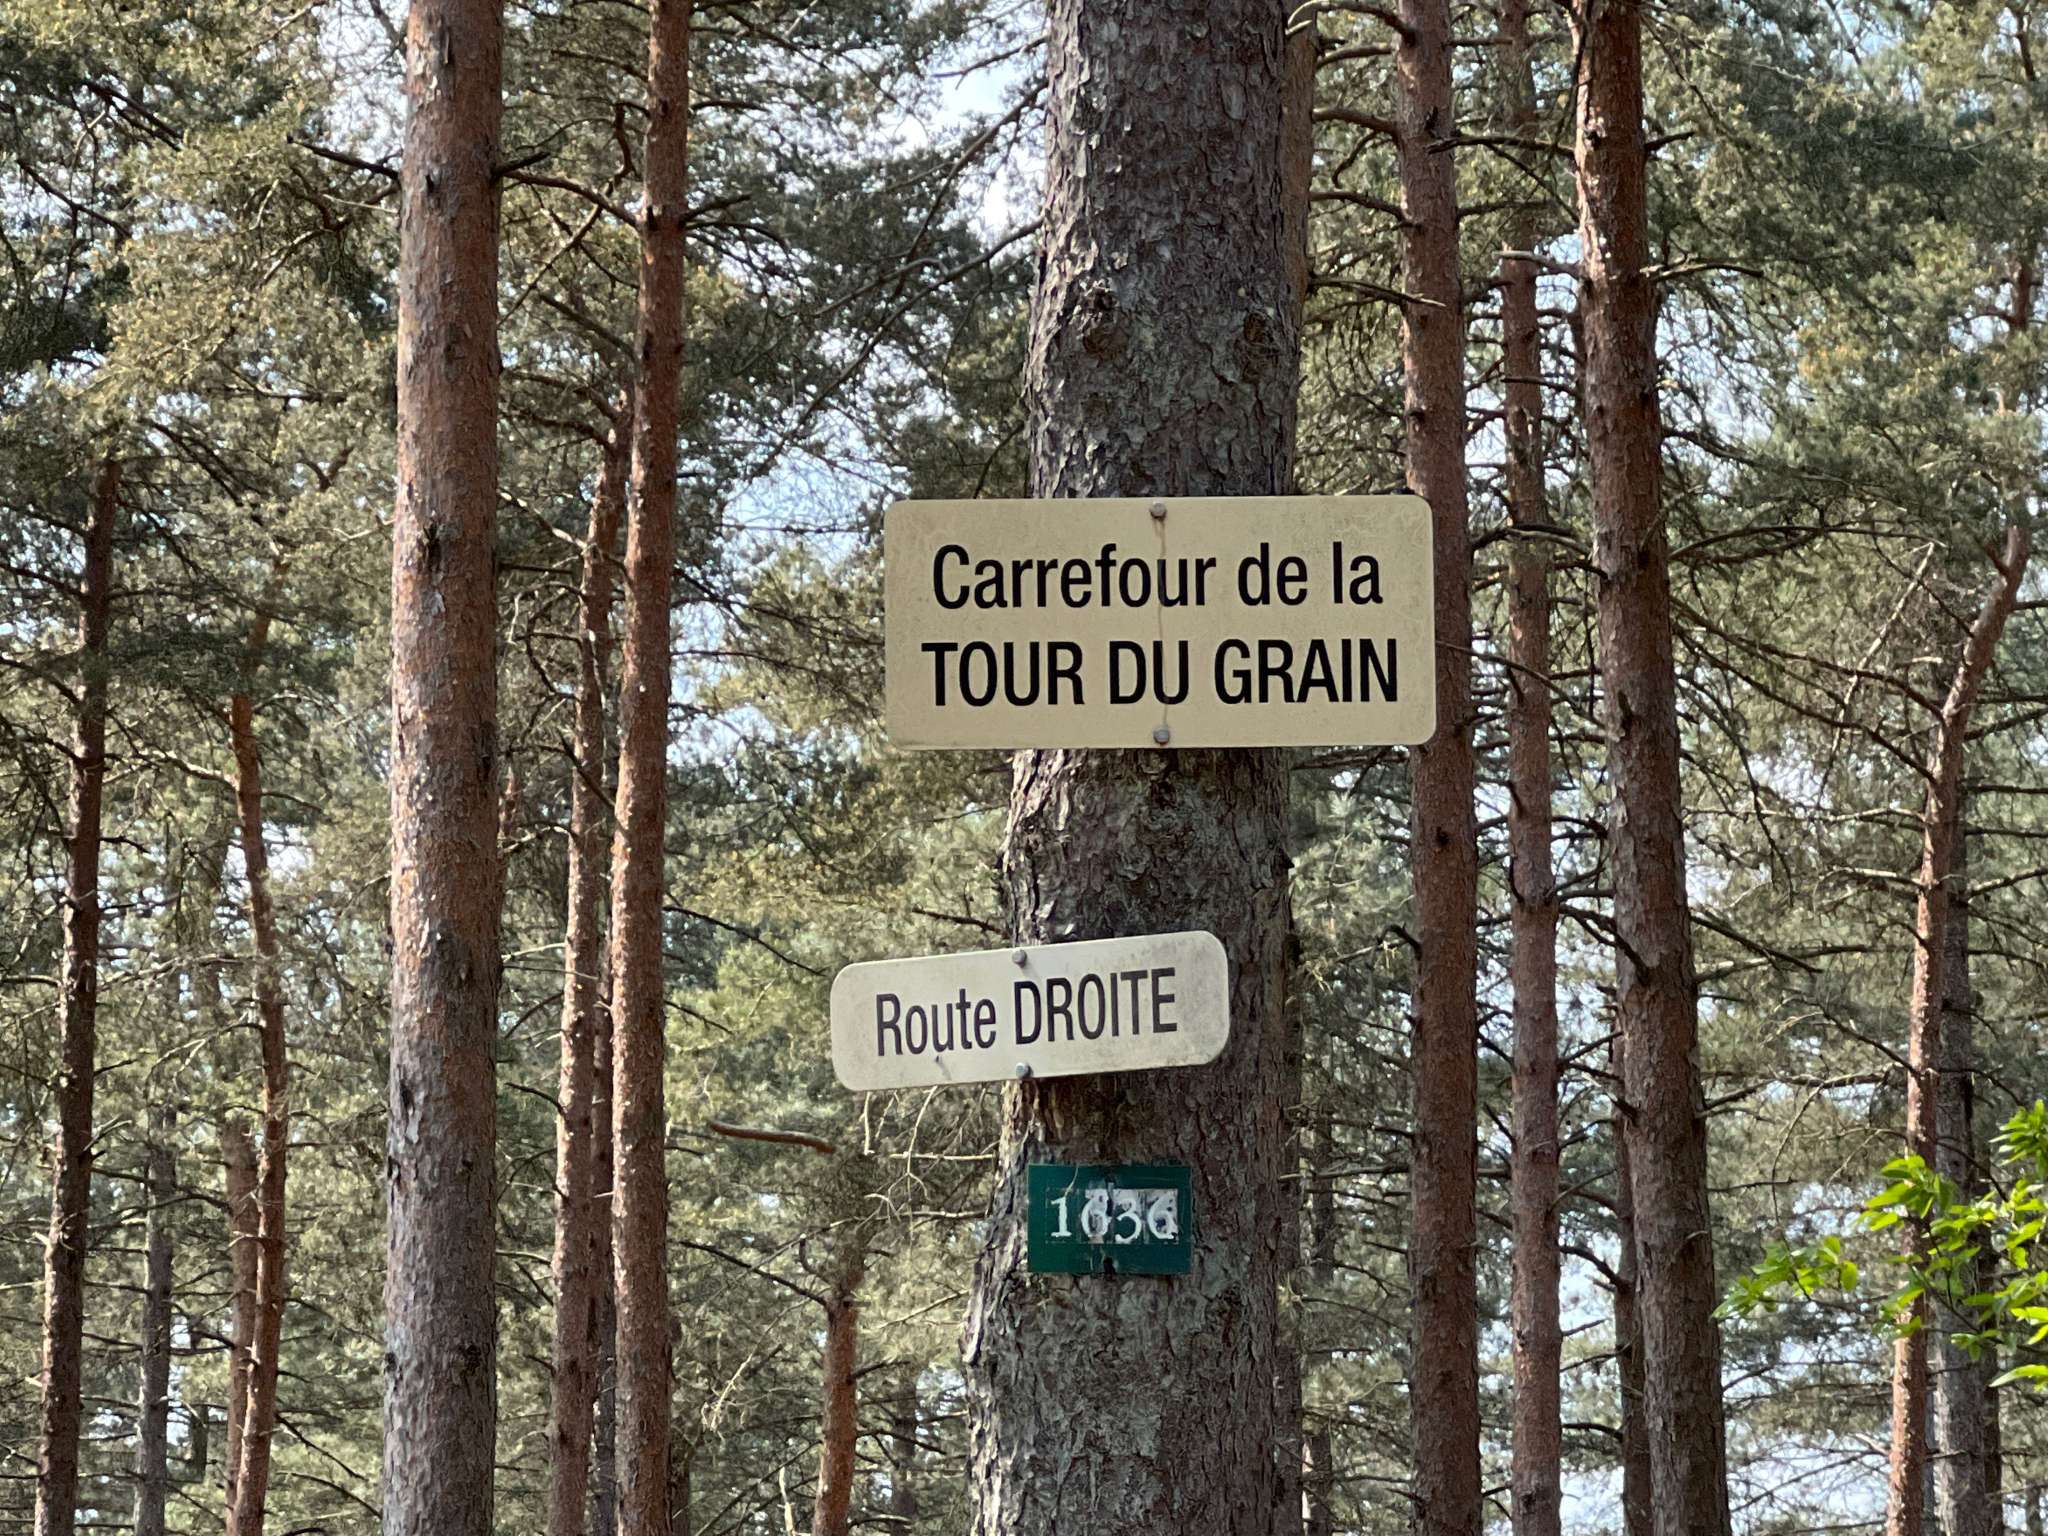 Carrefour de la
TOUR DU GRAIN
Route DROITE
1636